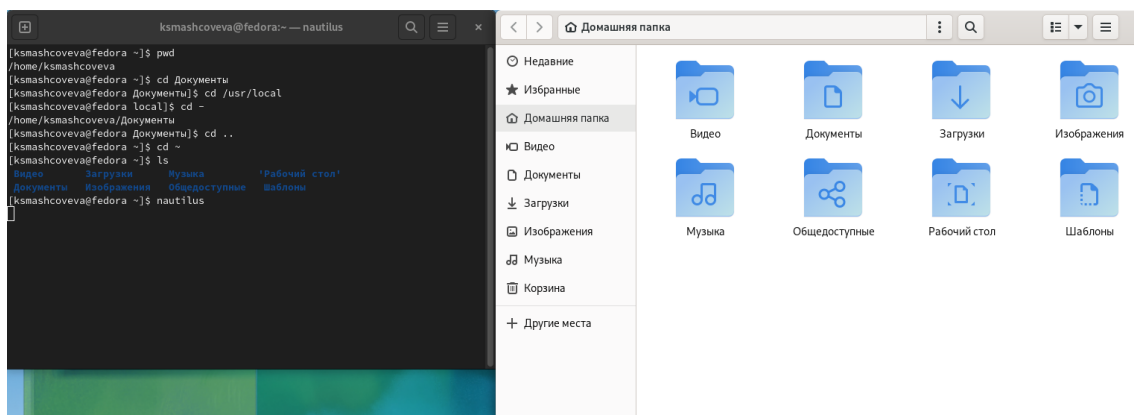 ksmashcoveva@fedora:~ — nautilus
[ksmashcoveva@fedora ~]$ pwd
/home/ksmashcoveva
[ksmashcoveva@fedora ~]$ cd Документы
[ksmashcoveva@fedora Документы]$ cd /usr/local
[ksmashcoveva@fedora local]$ cd -
/home/ksmashcoveva/Документы
[ksmashcoveva@fedora Документы]$ cd ..
[ksmashcoveva@fedora ~]$ cd ~
[ksmashcoveva@fedora ~]$ ls
Видео Загрузки Музыка 'Рабочий стол'
Документы Изображения Общедоступные Шаблоны
[ksmashcoveva@fedora ~]$ nautilus
Домашняя папка
Недавние
Избранные
Домашняя папка
Видео
Документы
Загрузки
Изображения
Музыка
Корзина
Другие места
Видео Документы Загрузки Изображения
Музыка Общедоступные Рабочий стол Шаблоны